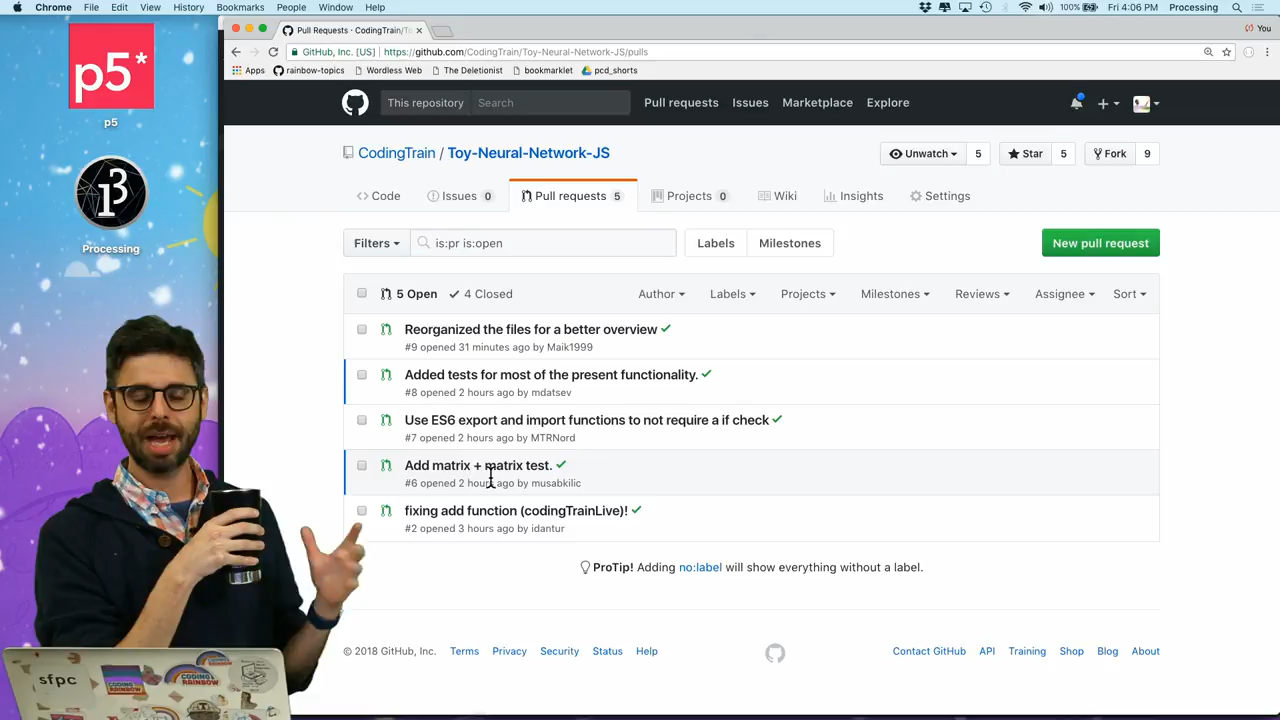 Chrome File Edit View History Bookmarks People Window Help 100% Fri 4:06 PM Processing
Pull Requests · CodingTrain/To
You
GitHub, Inc. [US] https://github.com/CodingTrain/Toy-Neural-Network-JS/pulls
Apps rainbow-topics Wordless Web The Deletionist bookmarklet pcd_shorts
p5*
p5
Processing
This repository Search Pull requests Issues Marketplace Explore
CodingTrain / Toy-Neural-Network-JS Unwatch 5 Star 5 Fork 9
<> Code Issues 0 Pull requests 5 Projects 0 Wiki Insights Settings
Filters is:pr is:open Labels Milestones New pull request
5 Open 4 Closed Author Labels Projects Milestones Reviews Assignee Sort
Reorganized the files for a better overview
#9 opened 31 minutes ago by Maik1999
Added tests for most of the present functionality.
#8 opened 2 hours ago by mdatsev
Use ES6 export and import functions to not require a if check
#7 opened 2 hours ago by MTRNord
Add matrix + matrix test.
#6 opened 2 hours ago by musabkilic
fixing add function (codingTrainLive)!
#2 opened 3 hours ago by idantur
ProTip! Adding no:label will show everything without a label.
© 2018 GitHub, Inc. Terms Privacy Security Status Help Contact GitHub API Training Shop Blog About
sfpc
CODING
RAINBOW